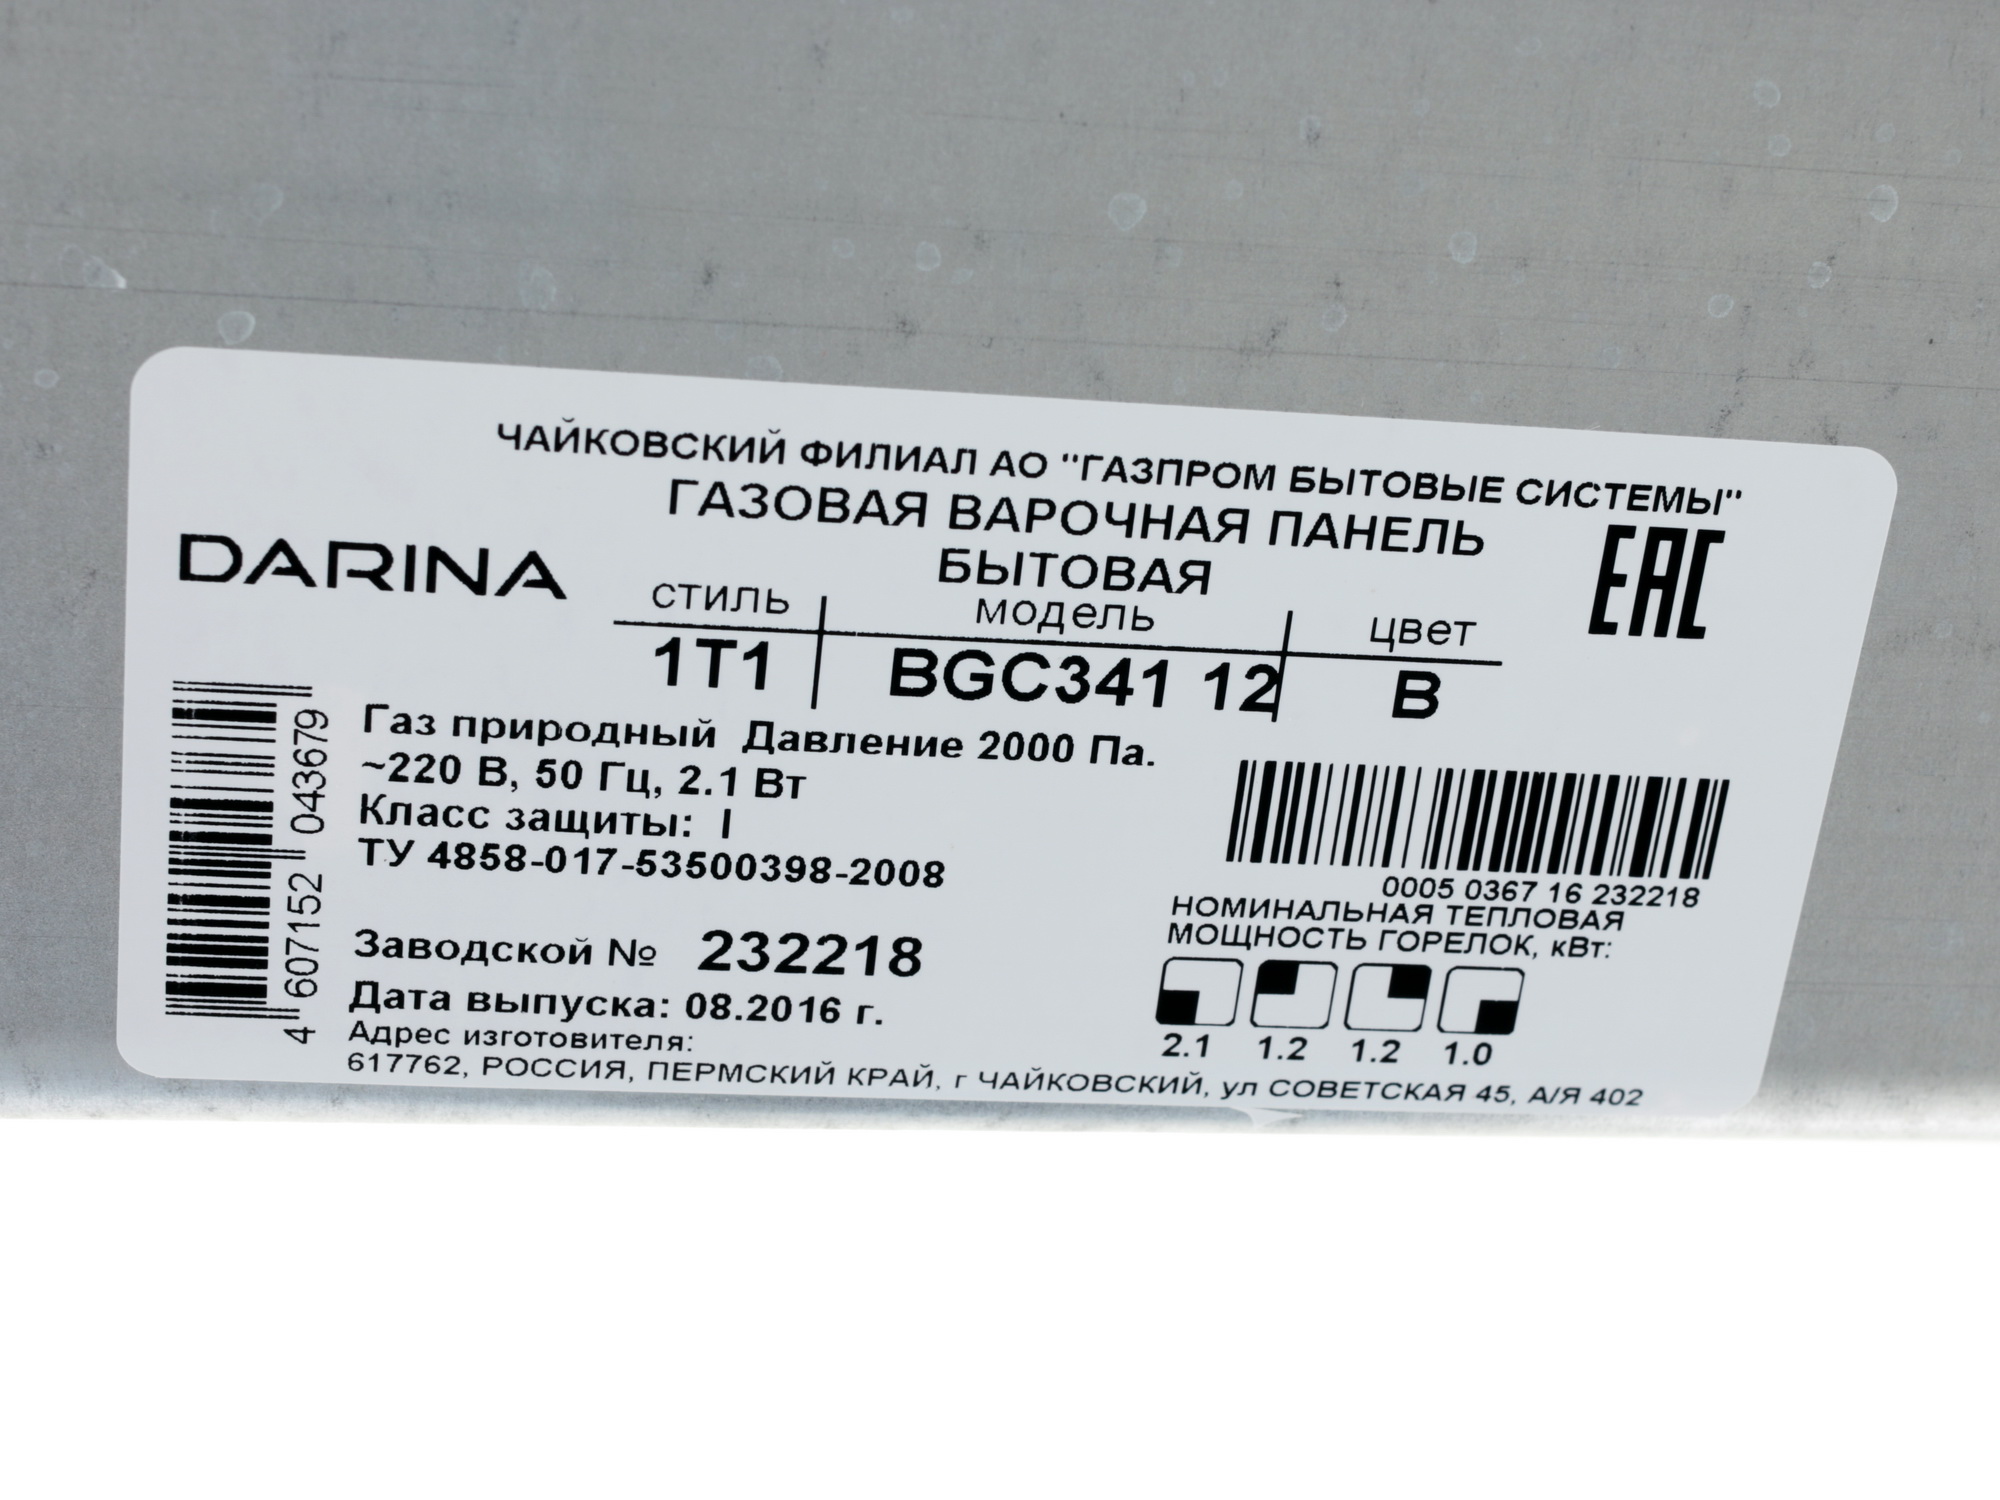 ЧАЙКОВСКИЙ ФИЛИАЛ АО "ГАЗПРОМ БЫТОВЫЕ СИСТЕМЫ"
ГАЗОВАЯ ВАРОЧНАЯ ПАНЕЛЬ
БЫТОВАЯ
DARINA
EAC
стиль модель цвет
1T1 BGC341 12 B
Газ природный Давление 2000 Па.
~220 В, 50 Гц, 2.1 Вт
Класс защиты: I
ТУ 4858-017-53500398-2008
4 607152 043679
0005 0367 16 232218
НОМИНАЛЬНАЯ ТЕПЛОВАЯ
МОЩНОСТЬ ГОРЕЛОК, кВт:
2.1 1.2 1.2 1.0
Заводской № 232218
Дата выпуска: 08.2016 г.
Адрес изготовителя:
617762, РОССИЯ, ПЕРМСКИЙ КРАЙ, г ЧАЙКОВСКИЙ, ул СОВЕТСКАЯ 45, А/Я 402